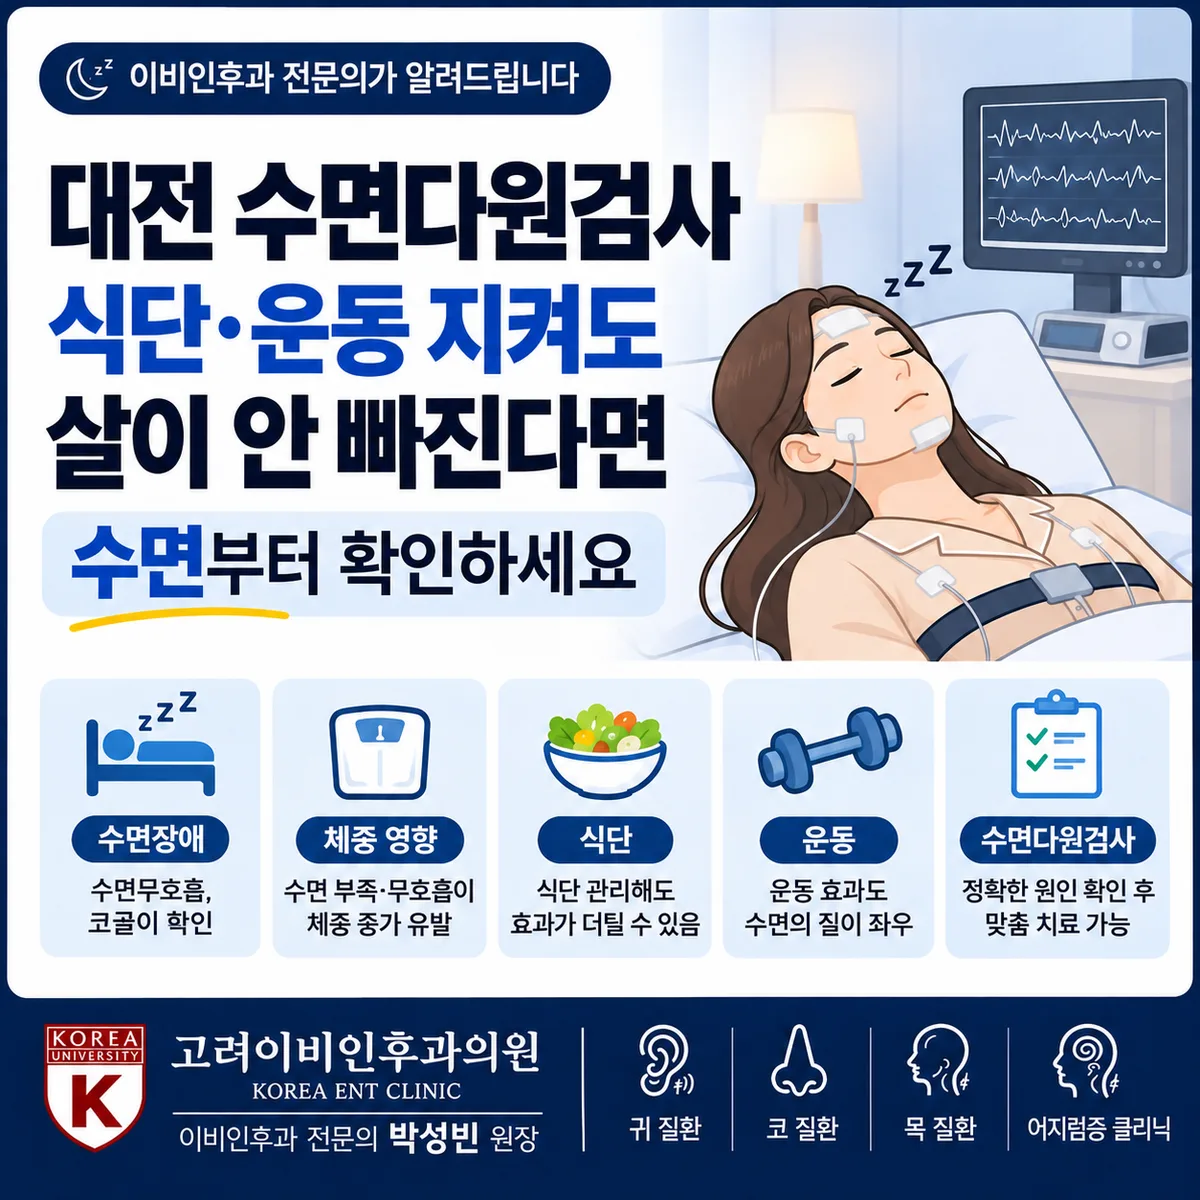 이비인후과 전문의가 알려드립니다
대전 수면다원검사
식단·운동 지켜도
살이 안 빠진다면
수면부터 확인하세요
zzz
zzz
수면장애
수면무호흡,
코골이 확인
체중 영향
수면 부족·무호흡이
체중 증가 유발
식단
식단 관리해도
효과가 더딜 수 있음
운동
운동 효과도
수면의 질이 좌우
수면다원검사
정확한 원인 확인 후
맞춤 치료 가능
KOREA
UNIVERSITY
K
고려이비인후과의원
KOREA ENT CLINIC
이비인후과 전문의 박성빈 원장
귀 질환
코 질환
목 질환
어지럼증 클리닉